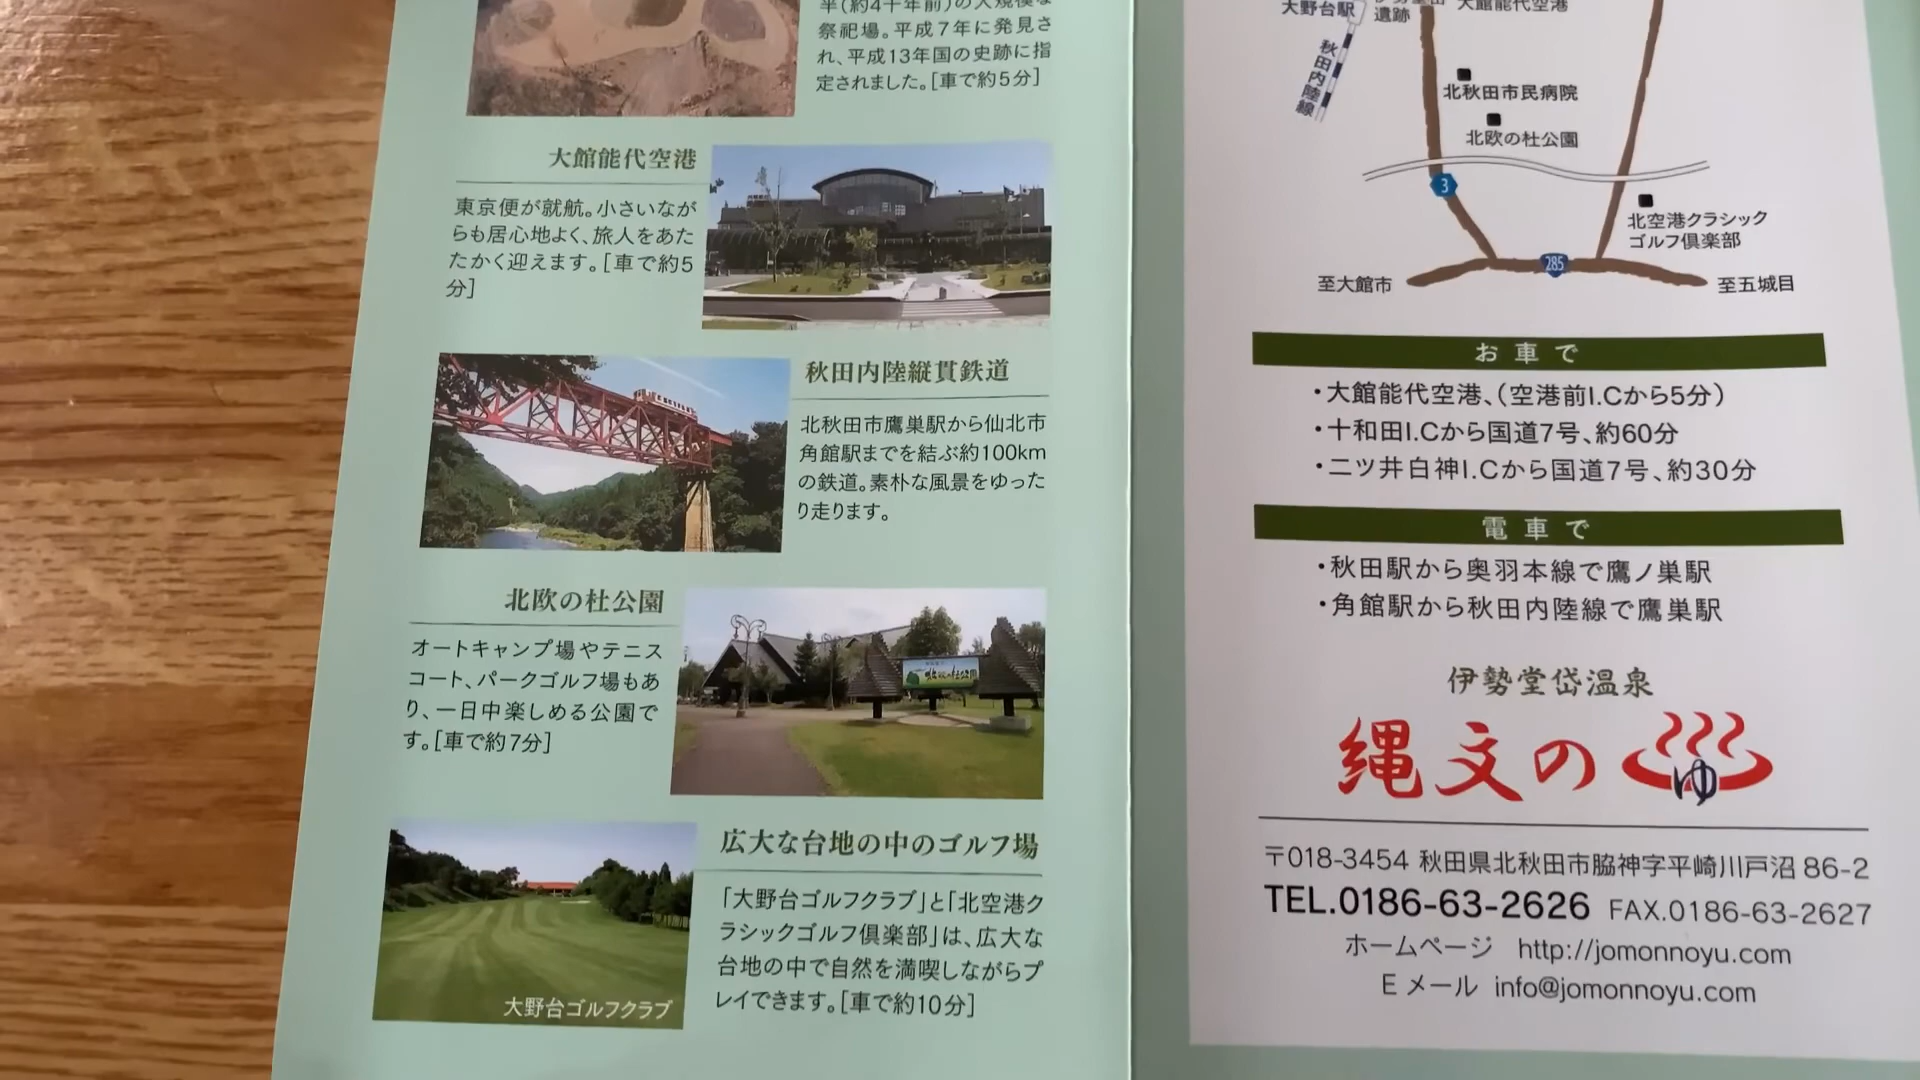 半(約4千年前)の大規模な
祭祀場。平成7年に発見さ
れ、平成13年国の史跡に指
定されました。[車で約5分]
大館能代空港
東京便が就航。小さいなが
らも居心地よく、旅人をあた
たかく迎えます。[車で約5
分]
秋田内陸縦貫鉄道
北秋田市鷹巣駅から仙北市
角館駅までを結ぶ約100km
の鉄道。素朴な風景をゆった
り走ります。
北欧の杜公園
オートキャンプ場やテニス
コート、パークゴルフ場もあ
り、一日中楽しめる公園で
す。[車で約7分]
北欧の杜公園
広大な台地の中のゴルフ場
「大野台ゴルフクラブ」と「北空港ク
ラシックゴルフ倶楽部」は、広大な
台地の中で自然を満喫しながらプ
レイできます。[車で約10分]
大野台ゴルフクラブ
大野台駅
遺跡
大館能代空港
秋田内陸線
北秋田市民病院
北欧の杜公園
3
北空港クラシック
ゴルフ倶楽部
285
至大館市
至五城目
お車で
・大館能代空港、(空港前I.Cから5分)
・十和田I.Cから国道7号、約60分
・二ツ井白神I.Cから国道7号、約30分
電車で
・秋田駅から奥羽本線で鷹ノ巣駅
・角館駅から秋田内陸線で鷹巣駅
伊勢堂岱温泉
縄文のゆ
〒018-3454 秋田県北秋田市脇神字平崎川戸沼 86-2
TEL.0186-63-2626 FAX.0186-63-2627
ホームページ http://jomonnoyu.com
E メール info@jomonnoyu.com